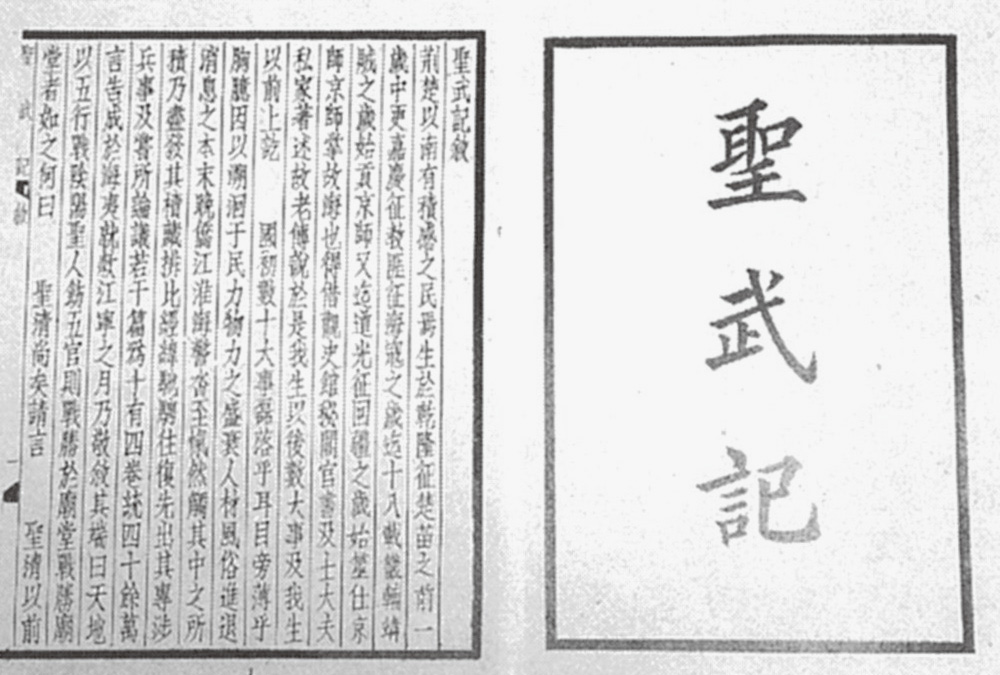 聖武記
聖武記敘
荊楚以南有積感之民焉生於乾隆征楚苗之前一
歲中更嘉慶征教匪征海寇之歲迄十八載畿輔靖
賊之歲始貢京師又迄道光征回疆之歲始筮仕京
師京師掌故海也得借觀史館秘閣官書及士大夫
私家著述故老傳說於是我生以後數大事及我生
以前上訖 國初數十大事磊落乎耳目旁薄乎
胸臆因以溯洄于民力物力之盛衰人材風俗進退
消息之本末晚僑江淮海警沓至愾然觸其中之所
積乃盡發其櫝藏排比經緯馳騁往復先出其專涉
兵事及嘗所論議若干篇爲十有四卷統四十餘萬
言告成於海夷就款江寧之月乃敬敘其端曰天地
以五行戰陰陽聖人飭五官則戰勝於廟堂戰勝廟
堂者如之何曰 聖清尚矣請言 聖清以前
聖武記 敘 一